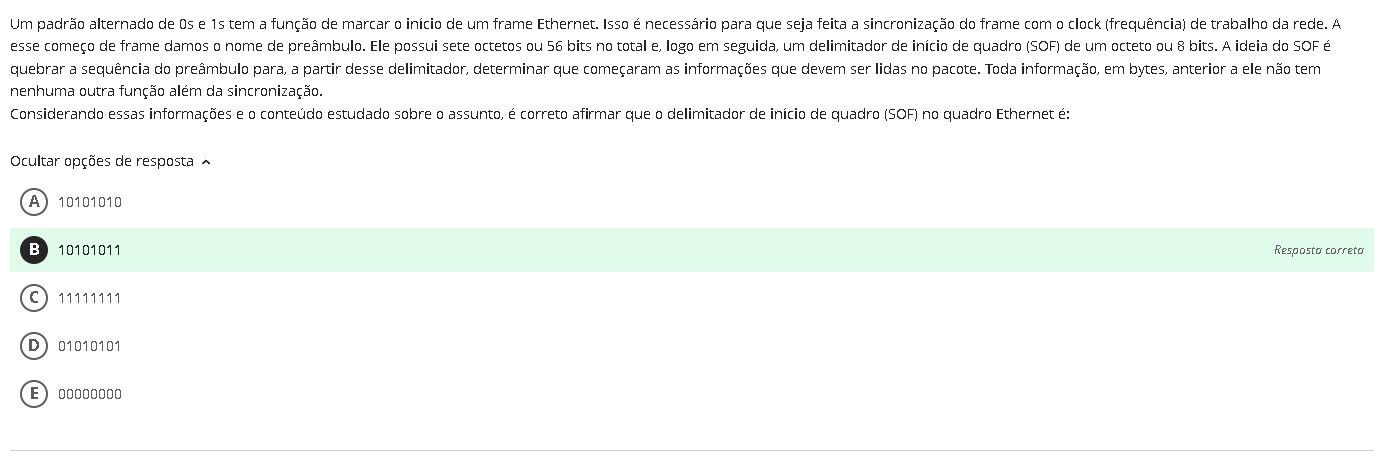 Um padrão alternado de 0s e 1s tem a função de marcar o início de um frame Ethernet. Isso é necessário para que seja feita a sincronização do frame com o clock (frequência) de trabalho da rede. A
esse começo de frame damos o nome de preâmbulo. Ele possui sete octetos ou 56 bits no total e, logo em seguida, um delimitador de início de quadro (SOF) de um octeto ou 8 bits. A ideia do SOF é
quebrar a sequência do preâmbulo para, a partir desse delimitador, determinar que começaram as informações que devem ser lidas no pacote. Toda informação, em bytes, anterior a ele não tem
nenhuma outra função além da sincronização.
Considerando essas informações e o conteúdo estudado sobre o assunto, é correto afirmar que o delimitador de início de quadro (SOF) no quadro Ethernet é:
Ocultar opções de resposta
A 10101010
B 10101011 Resposta correta
C 11111111
D 01010101
E 00000000